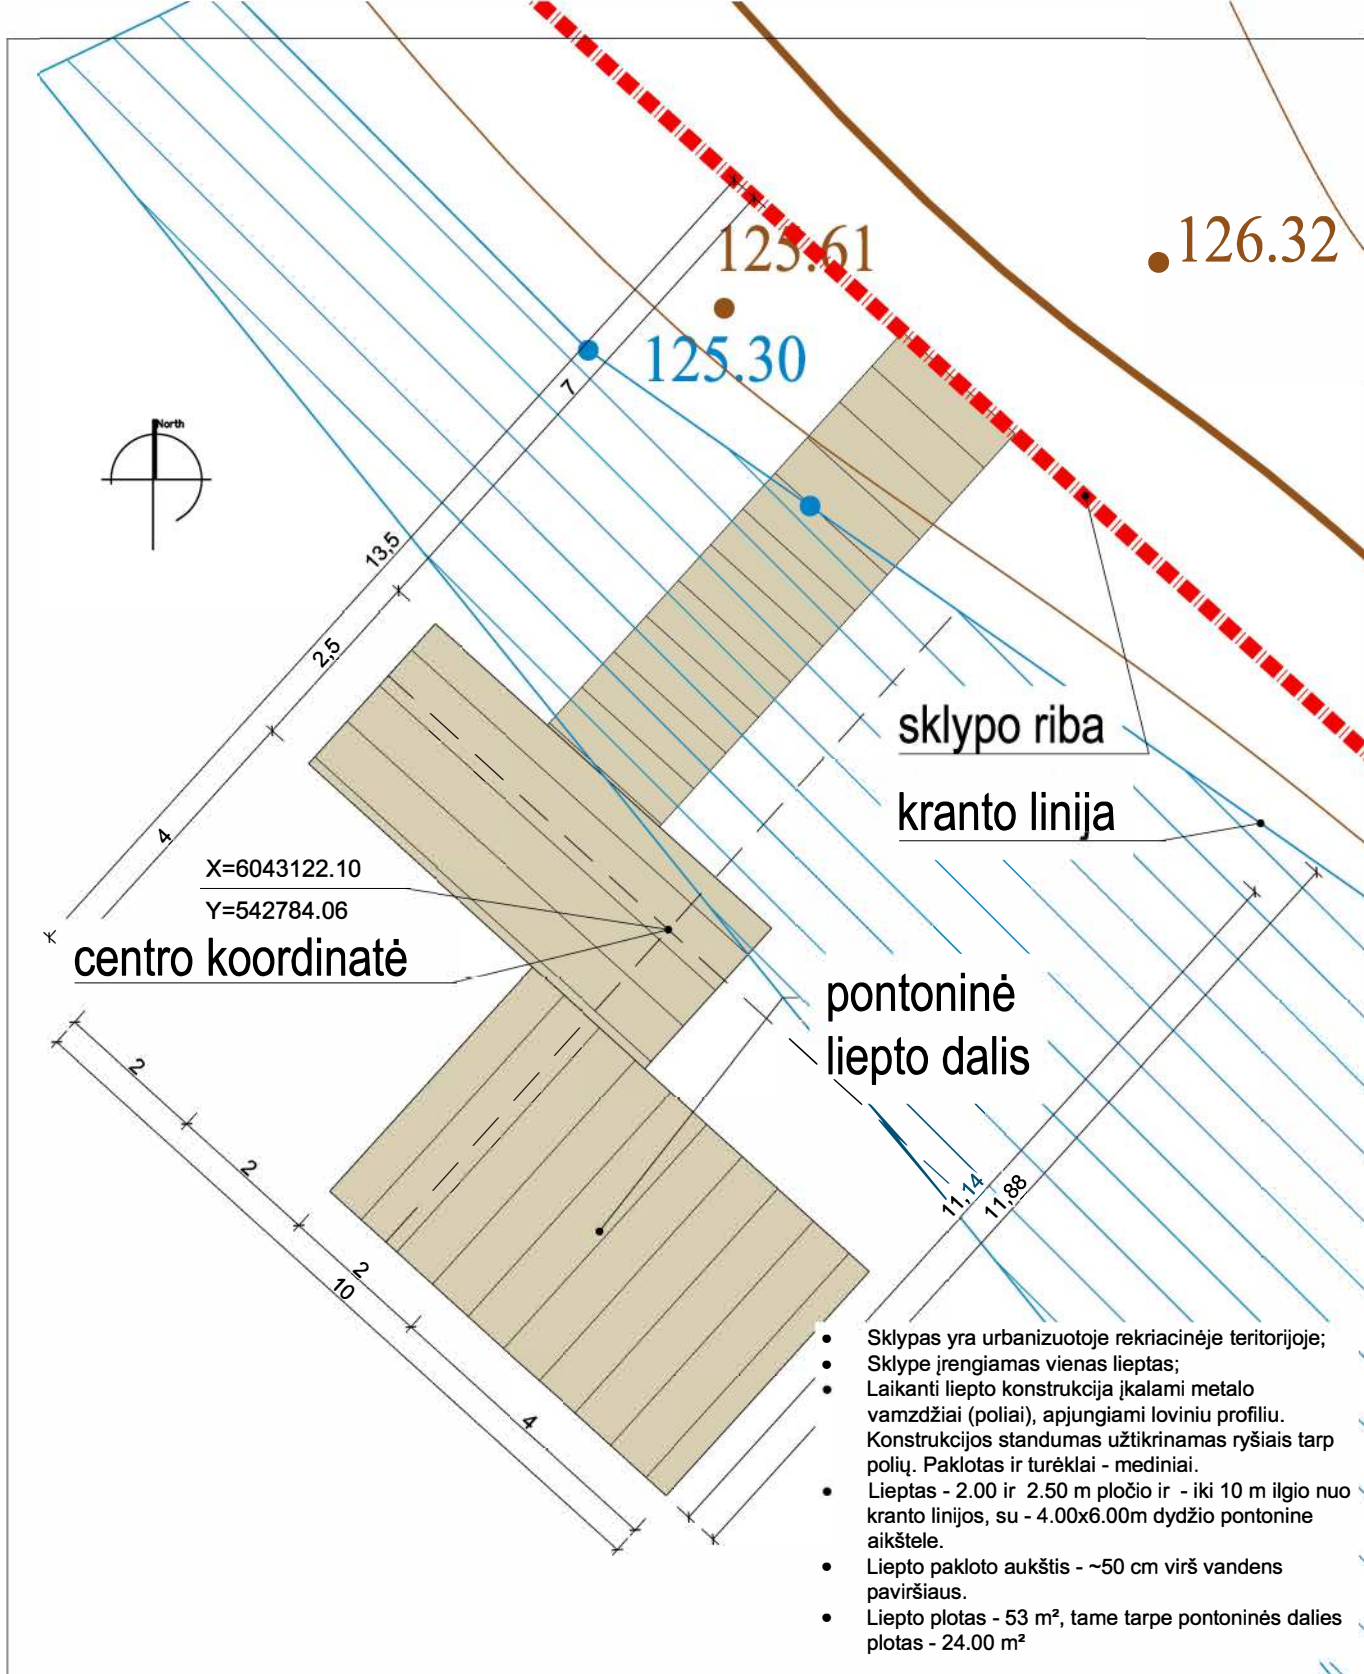 125.61
126.32
125.30
North
7
13,5
2,5
4
sklypo riba
kranto linija
X=6043122.10
Y=542784.06
centro koordinatė
pontoninė
liepto dalis
2
2
2
10
4
11,14
11,88
• Sklypas yra urbanizuotoje rekriacinėje teritorijoje;
• Sklype įrengiamas vienas lieptas;
• Laikanti liepto konstrukcija įkalami metalo
vamzdžiai (poliai), apjungiami loviniu profiliu.
Konstrukcijos standumas užtikrinamas ryšiais tarp
polių. Paklotas ir turėklai - mediniai.
• Lieptas - 2.00 ir 2.50 m pločio ir - iki 10 m ilgio nuo
kranto linijos, su - 4.00x6.00m dydžio pontonine
aikštele.
• Liepto pakloto aukštis - ~50 cm virš vandens
paviršiaus.
• Liepto plotas - 53 m², tame tarpe pontoninės dalies
plotas - 24.00 m²